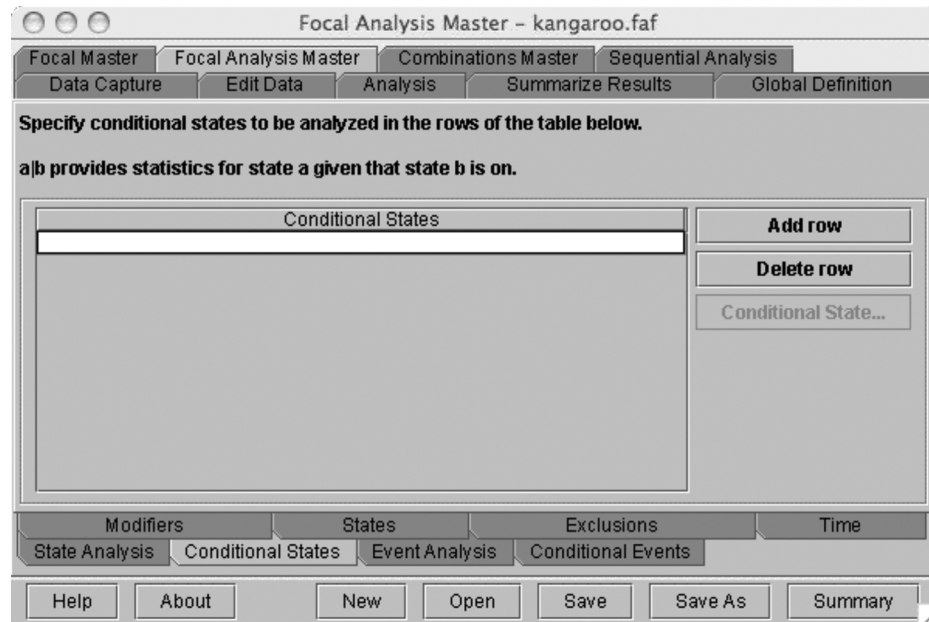 Focal Analysis Master – kangaroo.faf
Focal Master Focal Analysis Master Combinations Master Sequential Analysis
Data Capture Edit Data Analysis Summarize Results Global Definition
Specify conditional states to be analyzed in the rows of the table below.
a|b provides statistics for state a given that state b is on.
Conditional States
Add row
Delete row
Conditional State...
Modifiers States Exclusions Time
State Analysis Conditional States Event Analysis Conditional Events
Help About New Open Save Save As Summary